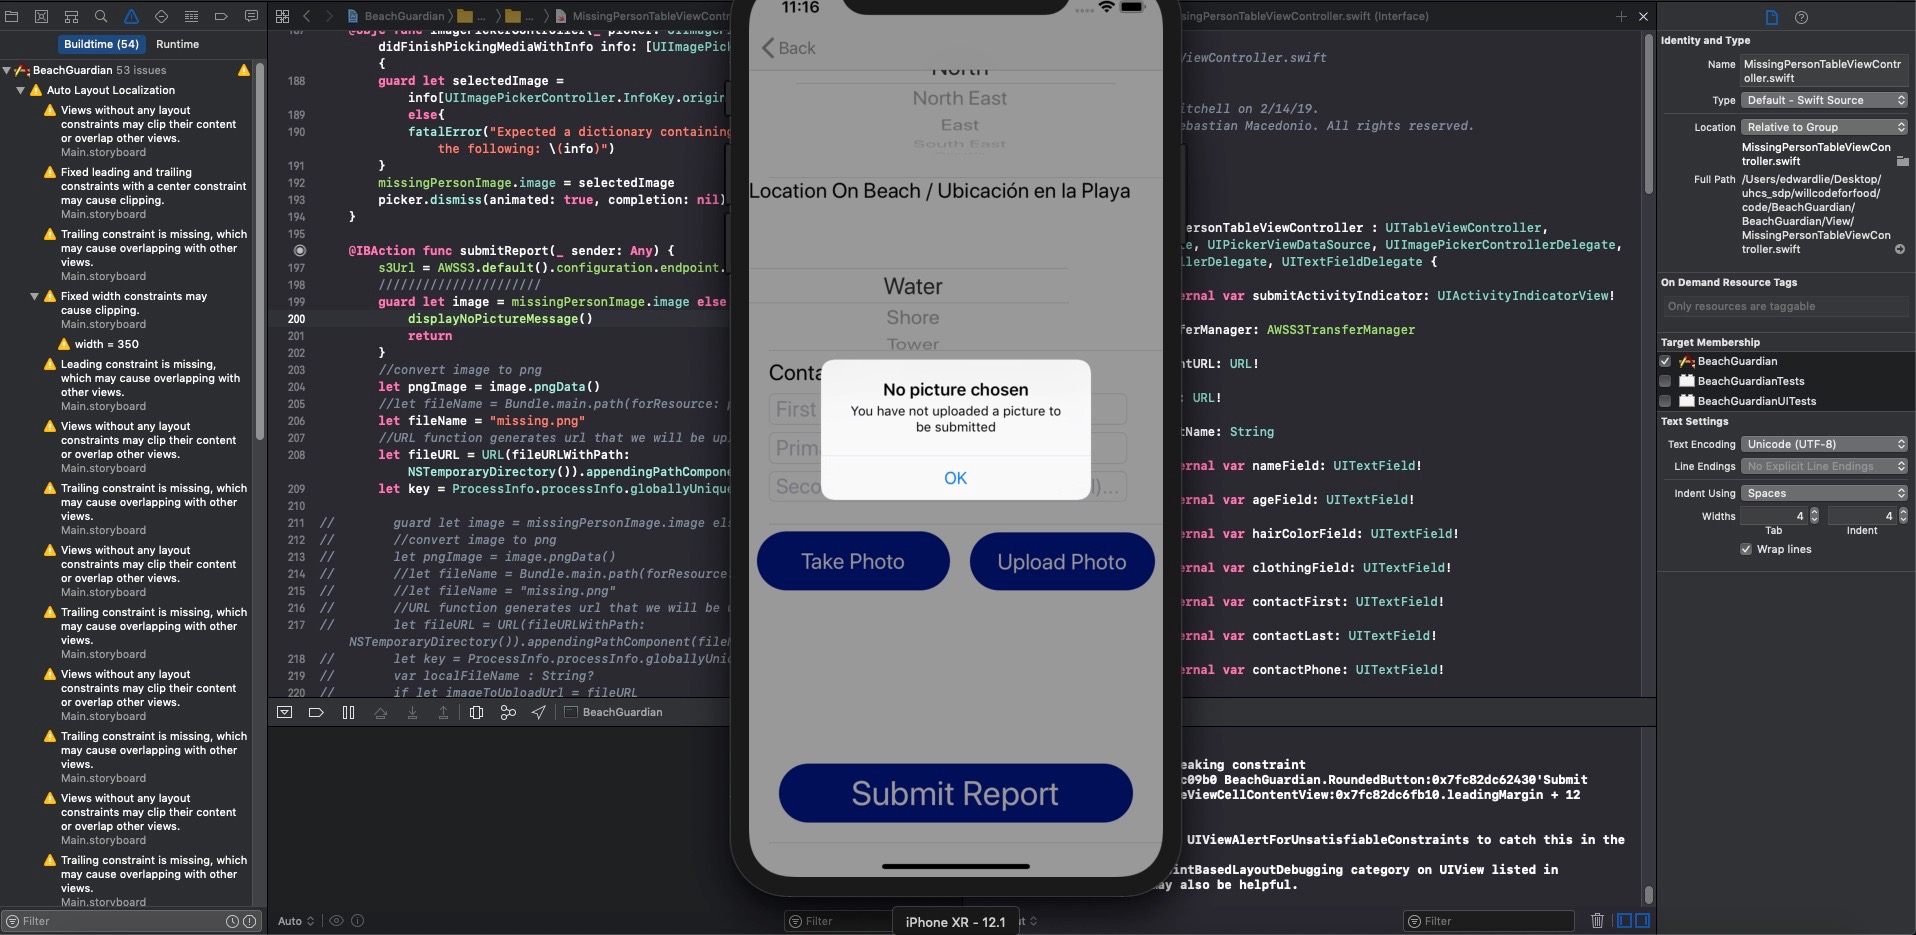 Buildtime (54)
Runtime
BeachGuardian 53 issues
Auto Layout Localization
Views without any layout
constraints may clip their content
or overlap other views.
Main.storyboard
Fixed leading and trailing
constraints with a center constraint
may cause clipping.
Main.storyboard
Trailing constraint is missing, which
may cause overlapping with other
views.
Main.storyboard
Fixed width constraints may
cause clipping.
Main.storyboard
width = 350
Leading constraint is missing,
which may cause overlapping with
other views.
Main.storyboard
Views without any layout
constraints may clip their content
or overlap other views.
Main.storyboard
Trailing constraint is missing, which
may cause overlapping with other
views.
Main.storyboard
Views without any layout
constraints may clip their content
or overlap other views.
Main.storyboard
Trailing constraint is missing, which
may cause overlapping with other
views.
Main.storyboard
Views without any layout
constraints may clip their content
or overlap other views.
Main.storyboard
Trailing constraint is missing, which
may cause overlapping with other
views.
Main.storyboard
Views without any layout
constraints may clip their content
or overlap other views.
Main.storyboard
Trailing constraint is missing, which
may cause overlapping with other
views.
Main.storyboard
Filter
BeachGuardian
...
...
MissingPersonTableViewContr
didFinishPickingMediaWithInfo info: [UIImagePic
{
188 guard let selectedImage =
info[UIImagePickerController.InfoKey.origin
189 else{
190 fatalError("Expected a dictionary containing
the following: \(info)")
191 }
192 missingPersonImage.image = selectedImage
193 picker.dismiss(animated: true, completion: nil)
194 }
195
@IBAction func submitReport(_ sender: Any) {
197 s3Url = AWSS3.default().configuration.endpoint.
198 //////////////////////
199 guard let image = missingPersonImage.image else
200 displayNoPictureMessage()
201 return
202 }
203 //convert image to png
204 let pngImage = image.pngData()
205 //let fileName = Bundle.main.path(forResource:
206 let fileName = "missing.png"
207 //URL function generates url that we will be upl
208 let fileURL = URL(fileURLWithPath:
NSTemporaryDirectory()).appendingPathCompone
209 let key = ProcessInfo.processInfo.globallyUnique
210
211 // guard let image = missingPersonImage.image els
212 // //convert image to png
213 // let pngImage = image.pngData()
214 // //let fileName = Bundle.main.path(forResource
215 // //let fileName = "missing.png"
216 // //URL function generates url that we will be
217 // let fileURL = URL(fileURLWithPath:
NSTemporaryDirectory()).appendingPathComponent(file
218 // let key = ProcessInfo.processInfo.globallyUni
219 // var localFileName : String?
220 // if let imageToUploadUrl = fileURL
BeachGuardian
Auto
Filter
11:16
Back
North
North East
East
South East
Location On Beach / Ubicación en la Playa
Water
Shore
Tower
Conta
First
Prim
Seco
l)...
No picture chosen
You have not uploaded a picture to
be submitted
OK
Take Photo
Upload Photo
Submit Report
iPhone XR - 12.1
singPersonTableViewController.swift (Interface)
ViewController.swift
itchell on 2/14/19.
ebastian Macedonio. All rights reserved.
ersonTableViewController : UITableViewController,
e, UIPickerViewDataSource, UIImagePickerControllerDelegate,
llerDelegate, UITextFieldDelegate {
ernal var submitActivityIndicator: UIActivityIndicatorView!
ferManager: AWSS3TransferManager
ntURL: URL!
: URL!
tName: String
ernal var nameField: UITextField!
ernal var ageField: UITextField!
ernal var hairColorField: UITextField!
ernal var clothingField: UITextField!
ernal var contactFirst: UITextField!
ernal var contactLast: UITextField!
ernal var contactPhone: UITextField!
eaking constraint
c09b0 BeachGuardian.RoundedButton:0x7fc82dc62430'Submit
eViewCellContentView:0x7fc82dc6fb10.leadingMargin + 12
UIViewAlertForUnsatisfiableConstraints to catch this in the
intBasedLayoutDebugging category on UIView listed in
ay also be helpful.
Filter
Identity and Type
Name MissingPersonTableViewContr
oller.swift
Type Default - Swift Source
Location Relative to Group
MissingPersonTableViewCon
troller.swift
Full Path /Users/edwardlie/Desktop/
uhcs_sdp/willcodeforfood/
code/BeachGuardian/
BeachGuardian/View/
MissingPersonTableViewCon
troller.swift
On Demand Resource Tags
Only resources are taggable
Target Membership
BeachGuardian
BeachGuardianTests
BeachGuardianUITests
Text Settings
Text Encoding Unicode (UTF-8)
Line Endings No Explicit Line Endings
Indent Using Spaces
Widths 4 4
Tab Indent
Wrap lines